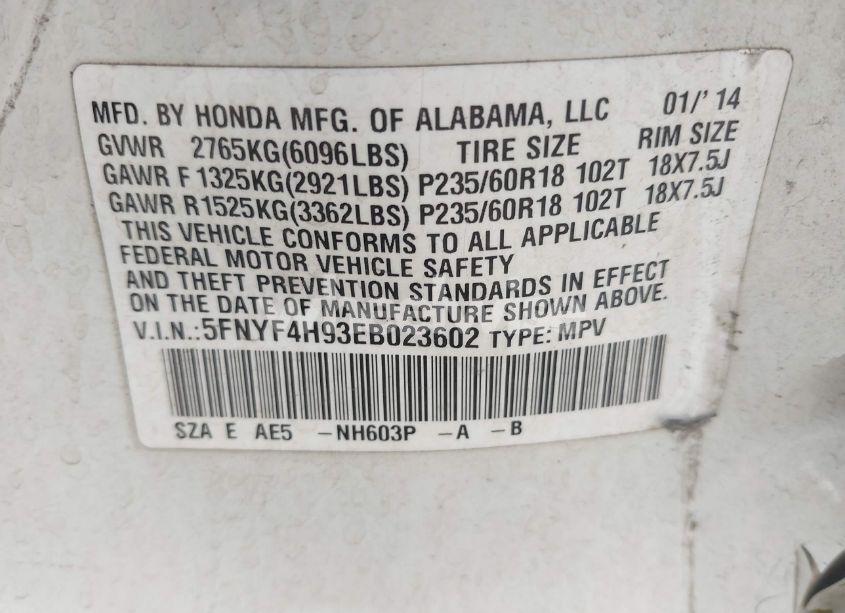 MFD. BY HONDA MFG. OF ALABAMA, LLC 01/'14
GVWR 2765KG(6096LBS) TIRE SIZE RIM SIZE
GAWR F 1325KG(2921LBS) P235/60R18 102T 18X7.5J
GAWR R1525KG(3362LBS) P235/60R18 102T 18X7.5J
THIS VEHICLE CONFORMS TO ALL APPLICABLE
FEDERAL MOTOR VEHICLE SAFETY
AND THEFT PREVENTION STANDARDS IN EFFECT
ON THE DATE OF MANUFACTURE SHOWN ABOVE.
V.I.N.:5FNYF4H93EB023602 TYPE: MPV
SZA E AE5 -NH603P -A -B